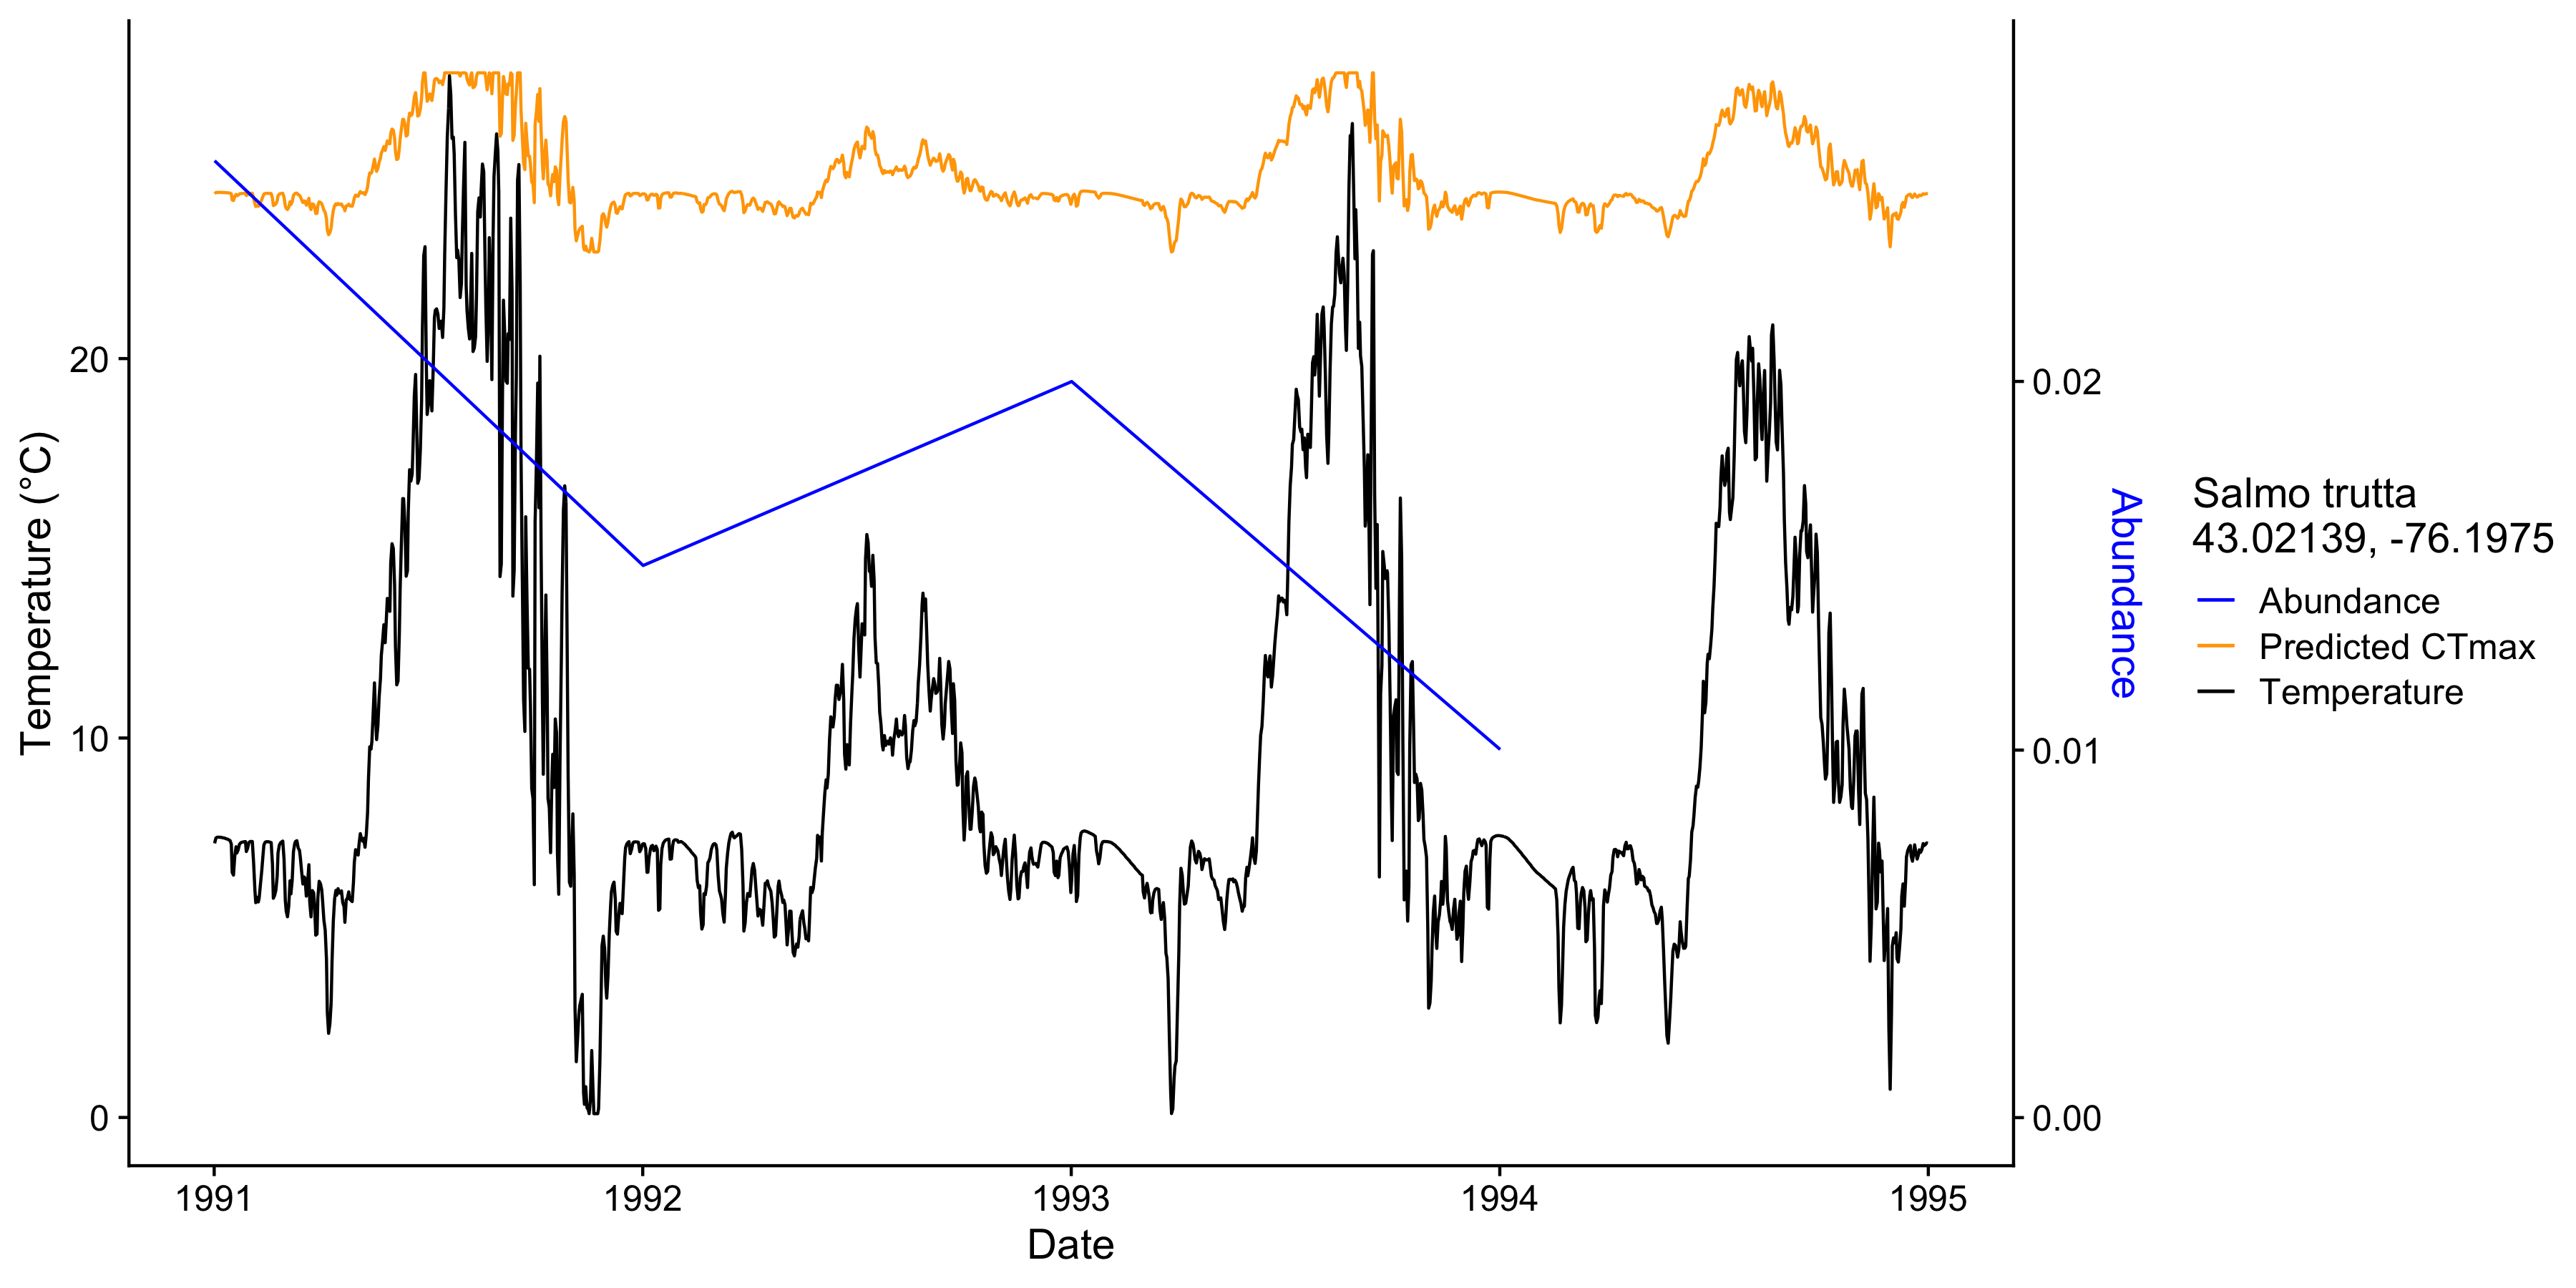 Temperature (°C)
20
10
0
1991
1992
1993
1994
1995
Date
0.02
0.01
0.00
Abundance
Salmo trutta
43.02139, -76.1975
Abundance
Predicted CTmax
Temperature